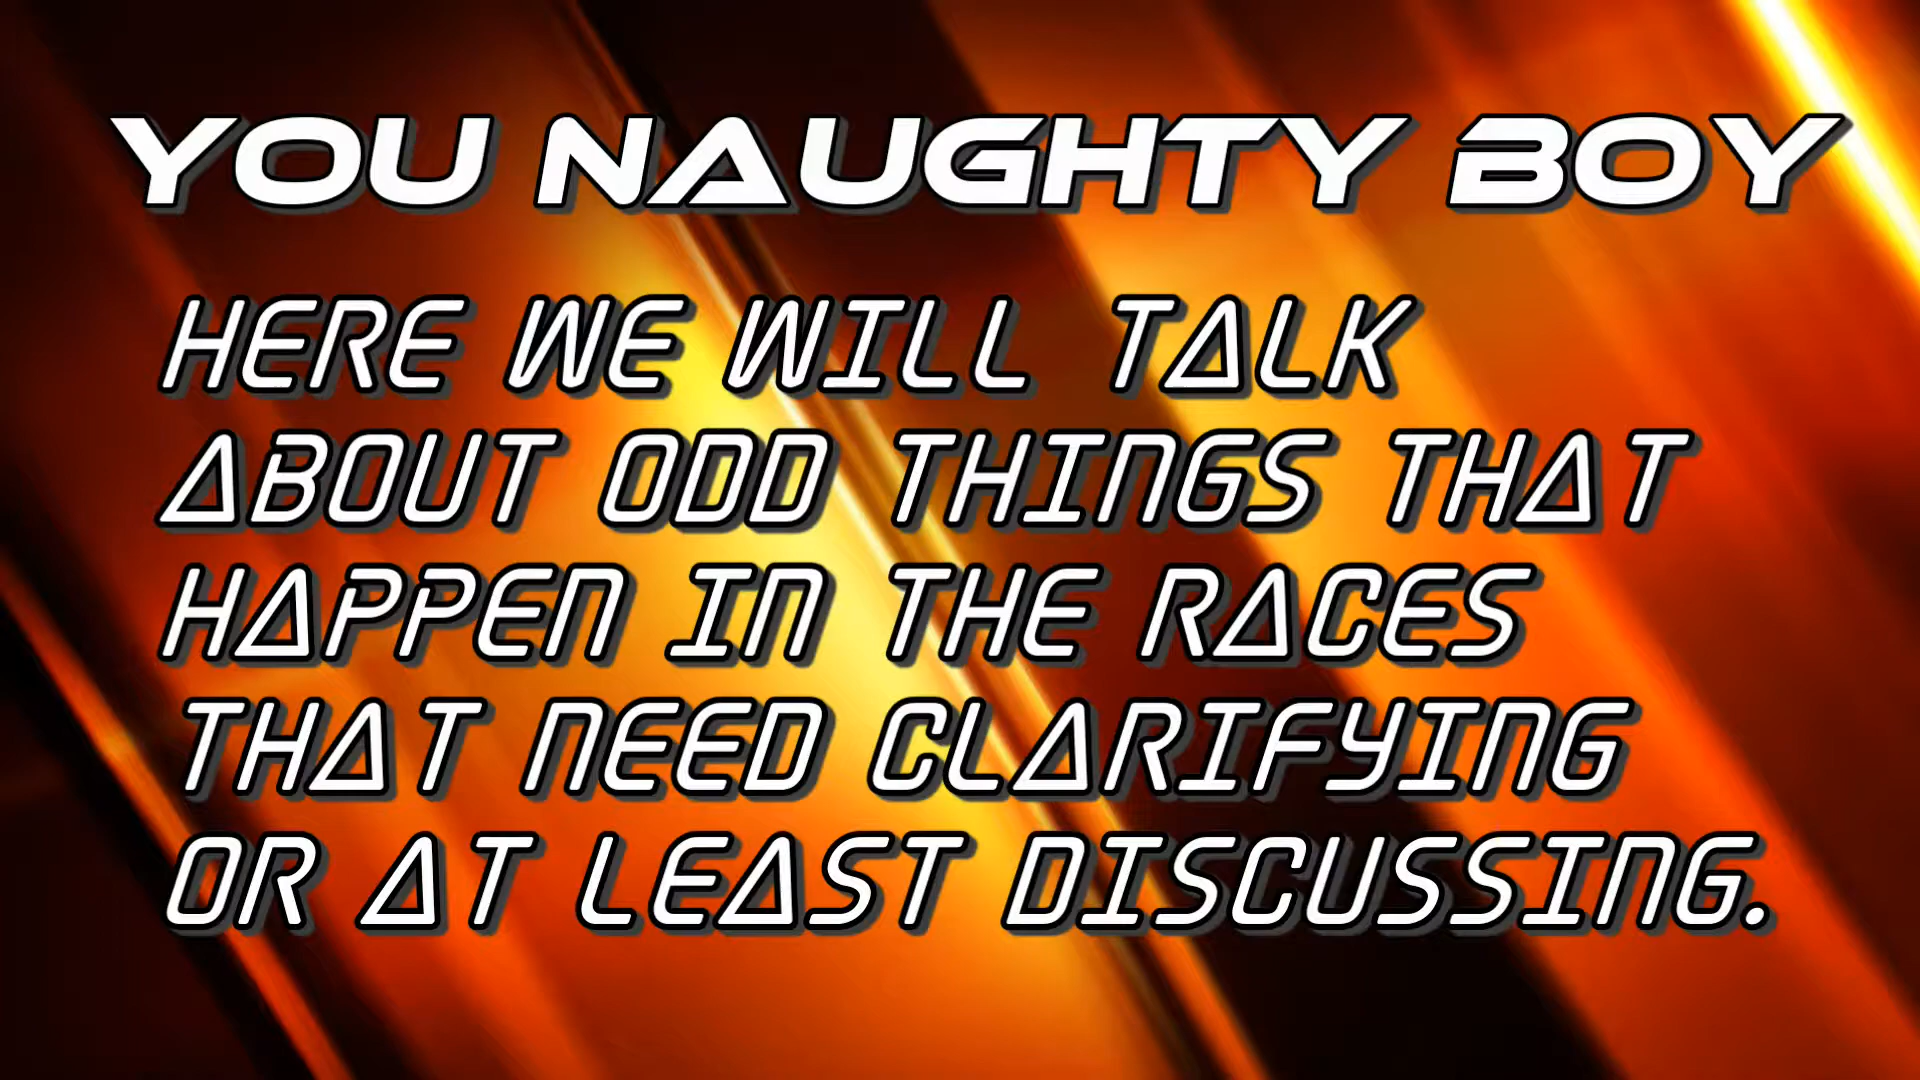 YOU NAUGHTY BOY
HERE WE WILL TALK
ABOUT ODD THINGS THAT
HAPPEN IN THE RACES
THAT NEED CLARIFYING
OR AT LEAST DISCUSSING.